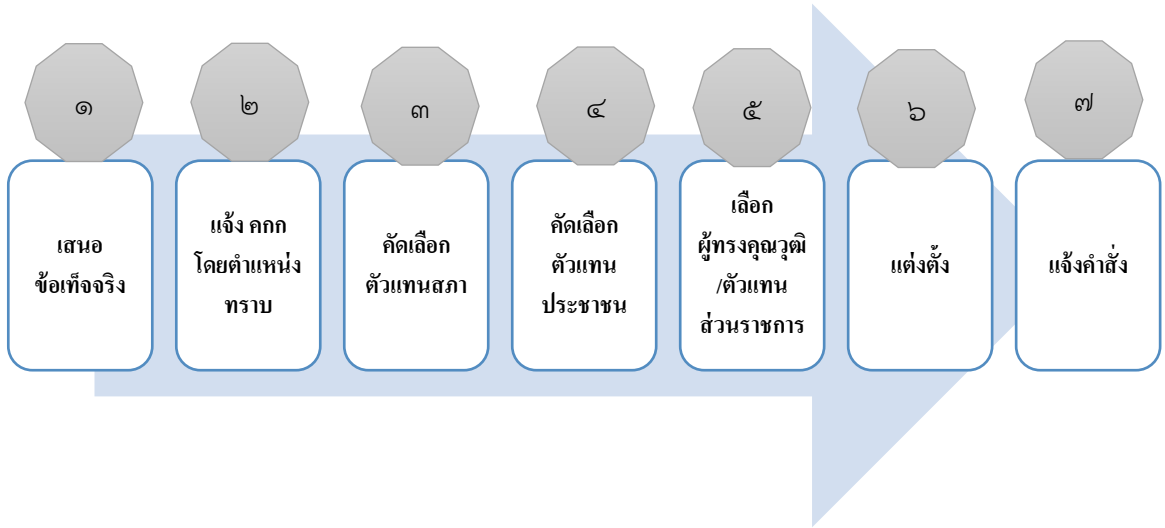 ๑
เสนอ
ข้อเท็จจริง
๒
แจ้ง คกก
โดยตำแหน่ง
ทราบ
๓
คัดเลือก
ตัวแทนสภา
๔
คัดเลือก
ตัวแทน
ประชาชน
๕
เลือก
ผู้ทรงคุณวุฒิ
/ตัวแทน
ส่วนราชการ
๖
แต่งตั้ง
๗
แจ้งคำสั่ง